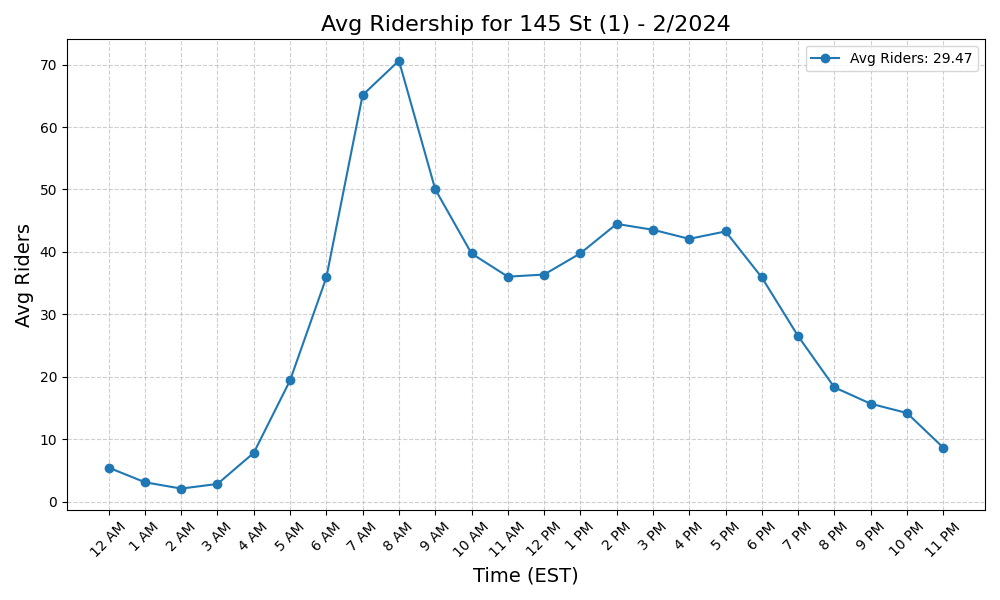 Avg Ridership for 145 St (1) - 2/2024
Avg Riders: 29.47
Avg Riders
70
60
50
40
30
20
10
0
12 AM
1 AM
2 AM
3 AM
4 AM
5 AM
6 AM
7 AM
8 AM
9 AM
10 AM
11 AM
12 PM
1 PM
2 PM
3 PM
4 PM
5 PM
6 PM
7 PM
8 PM
9 PM
10 PM
11 PM
Time (EST)